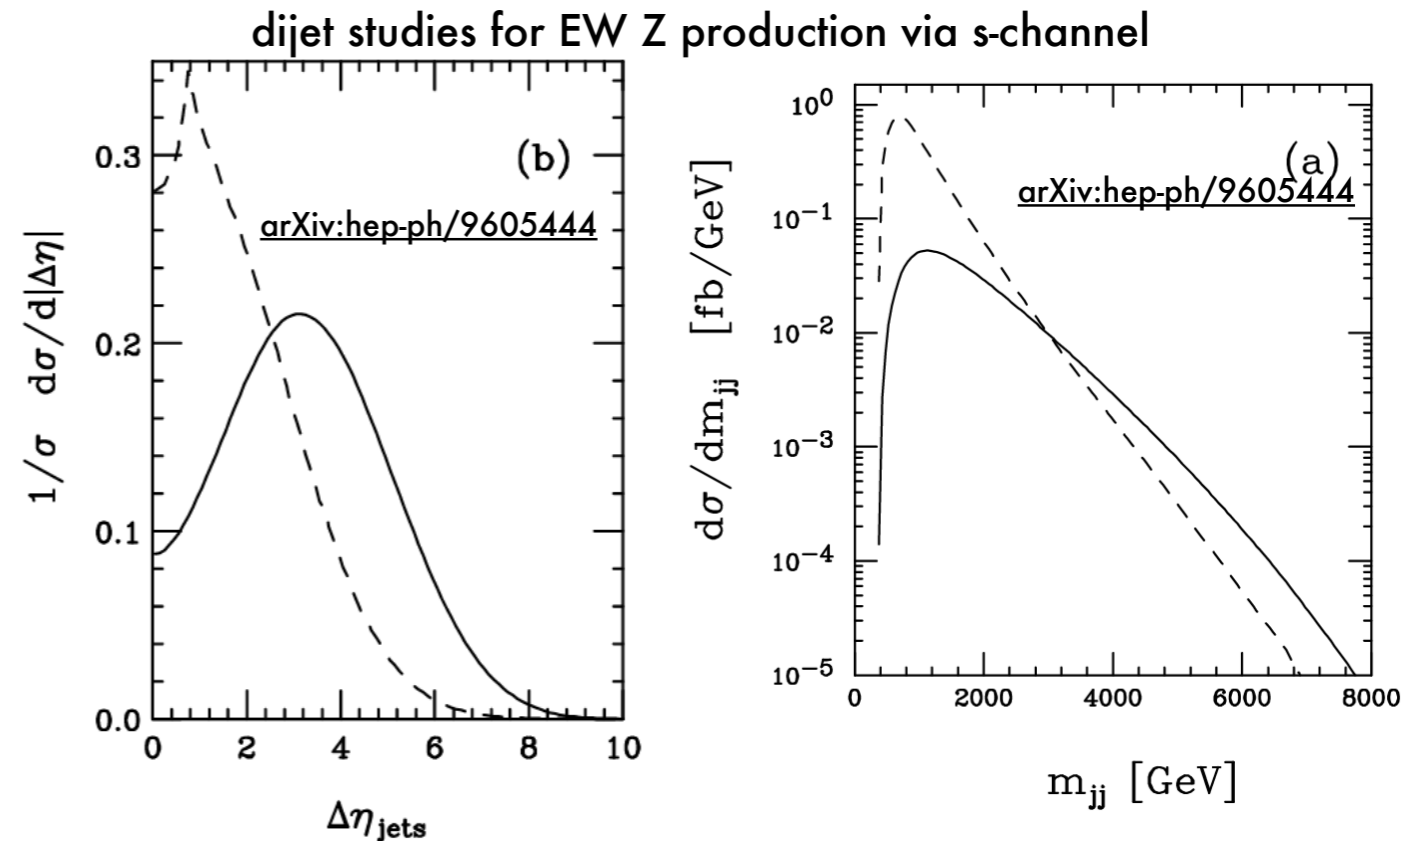 dijet studies for EW Z production via s-channel
(b)
arXiv:hep-ph/9605444
1/σ dσ/d|Δη|
0.3
0.2
0.1
0.0
0 2 4 6 8 10
Δη_jets
(a)
arXiv:hep-ph/9605444
dσ/dm_jj [fb/GeV]
10^0
10^-1
10^-2
10^-3
10^-4
10^-5
0 2000 4000 6000 8000
m_jj [GeV]